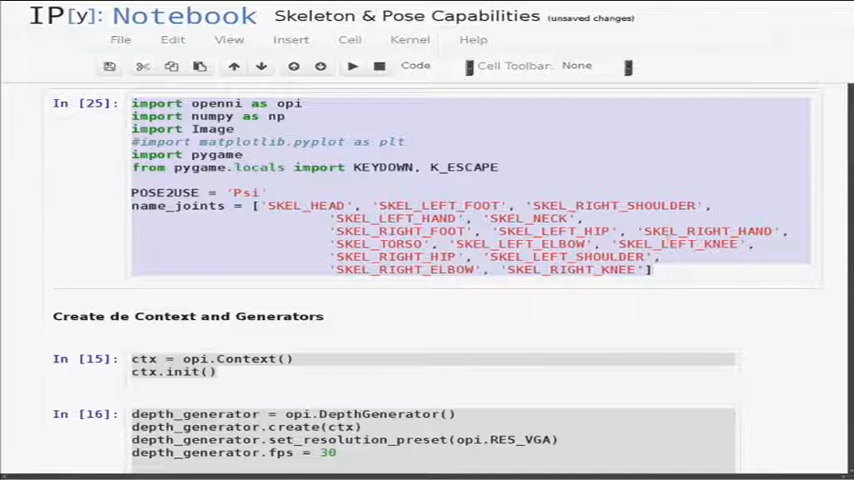 IP[y]: Notebook Skeleton & Pose Capabilities (unsaved changes)
File Edit View Insert Cell Kernel Help
Code Cell Toolbar: None
In [25]: import openni as opi
import numpy as np
import Image
#import matplotlib.pyplot as plt
import pygame
from pygame.locals import KEYDOWN, K_ESCAPE
POSE2USE = 'Psi'
name_joints = ['SKEL_HEAD', 'SKEL_LEFT_FOOT', 'SKEL_RIGHT_SHOULDER',
'SKEL_LEFT_HAND', 'SKEL_NECK',
'SKEL_RIGHT_FOOT', 'SKEL_LEFT_HIP', 'SKEL_RIGHT_HAND',
'SKEL_TORSO', 'SKEL_LEFT_ELBOW', 'SKEL_LEFT_KNEE',
'SKEL_RIGHT_HIP', 'SKEL_LEFT_SHOULDER',
'SKEL_RIGHT_ELBOW', 'SKEL_RIGHT_KNEE']
Create de Context and Generators
In [15]: ctx = opi.Context()
ctx.init()
In [16]: depth_generator = opi.DepthGenerator()
depth_generator.create(ctx)
depth_generator.set_resolution_preset(opi.RES_VGA)
depth_generator.fps = 30